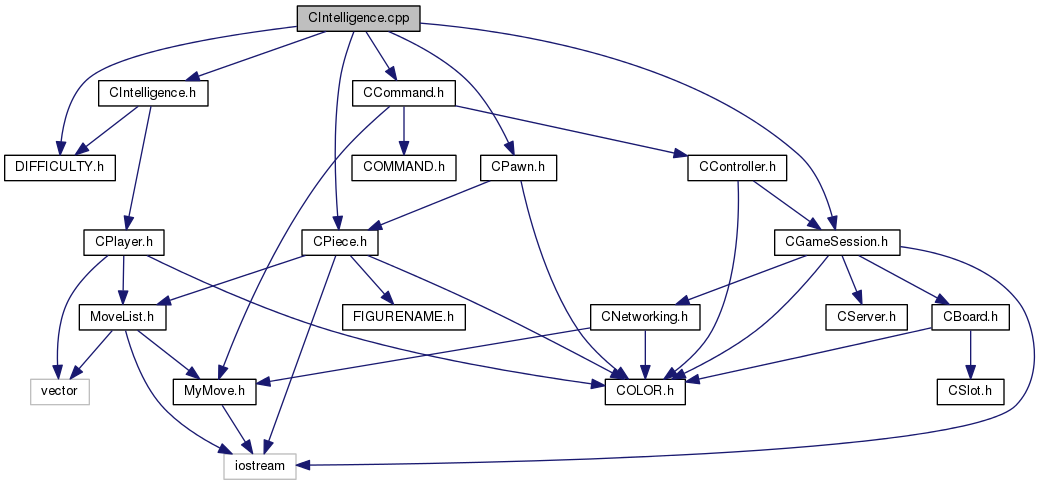 CIntelligence.cpp
CIntelligence.h
CCommand.h
DIFFICULTY.h
COMMAND.h
CPawn.h
CController.h
CPlayer.h
CPiece.h
CGameSession.h
MoveList.h
FIGURENAME.h
CNetworking.h
CServer.h
CBoard.h
vector
MyMove.h
COLOR.h
CSlot.h
iostream